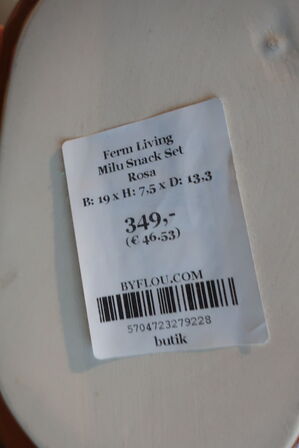 Ferm Living
Milu Snack Set
Rosa
B: 19 x H: 7,5 x D: 13,3
349,-
(€ 46,53)
BYFLOU.COM
5704723279228
butik